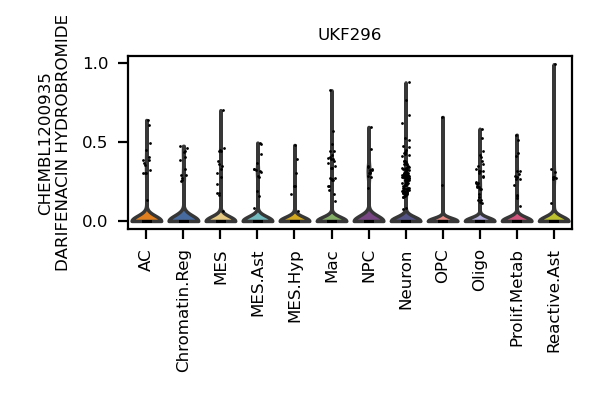 UKF296
CHEMBL1200935
DARIFENACIN HYDROBROMIDE
1.0
0.5
0.0
AC
Chromatin.Reg
MES
MES.Ast
MES.Hyp
Mac
NPC
Neuron
OPC
Oligo
Prolif.Metab
Reactive.Ast